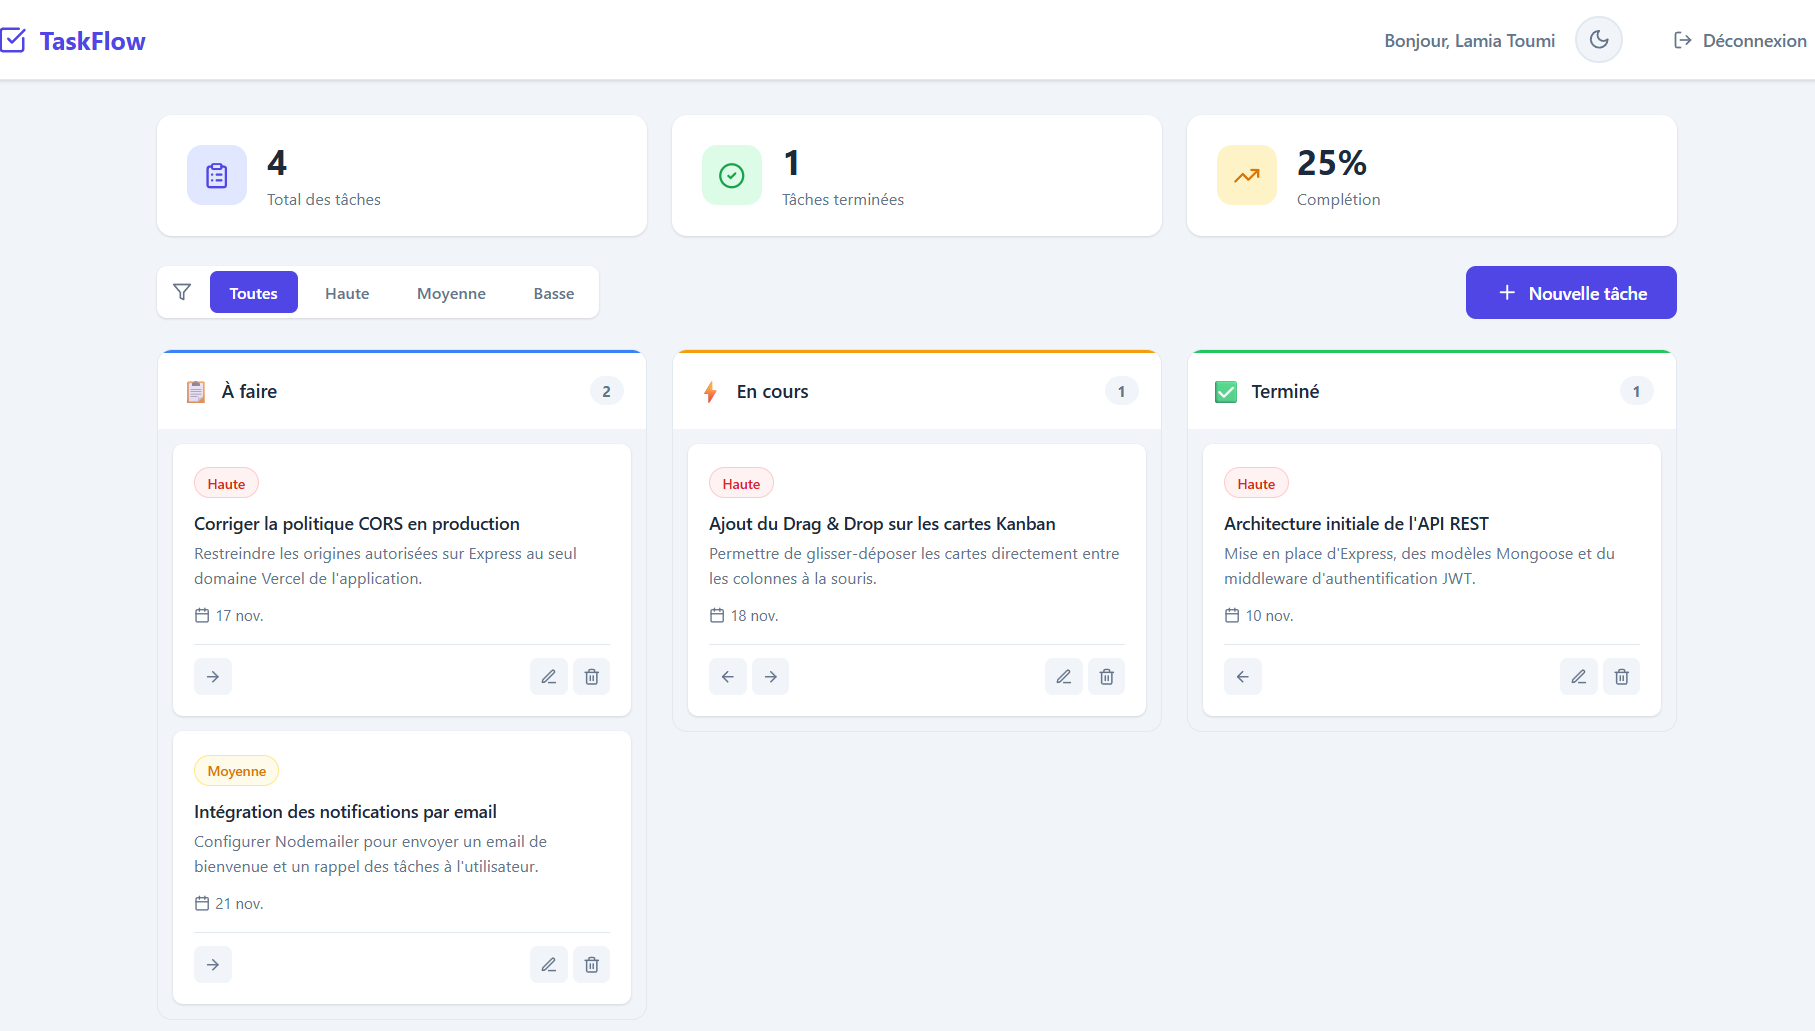 TaskFlow
Bonjour, Lamia Toumi
Déconnexion
4
Total des tâches
1
Tâches terminées
25%
Complétion
Toutes
Haute
Moyenne
Basse
Nouvelle tâche
À faire
2
Haute
Corriger la politique CORS en production
Restreindre les origines autorisées sur Express au seul
domaine Vercel de l'application.
17 nov.
Moyenne
Intégration des notifications par email
Configurer Nodemailer pour envoyer un email de
bienvenue et un rappel des tâches à l'utilisateur.
21 nov.
En cours
1
Haute
Ajout du Drag & Drop sur les cartes Kanban
Permettre de glisser-déposer les cartes directement entre
les colonnes à la souris.
18 nov.
Terminé
1
Haute
Architecture initiale de l'API REST
Mise en place d'Express, des modèles Mongoose et du
middleware d'authentification JWT.
10 nov.